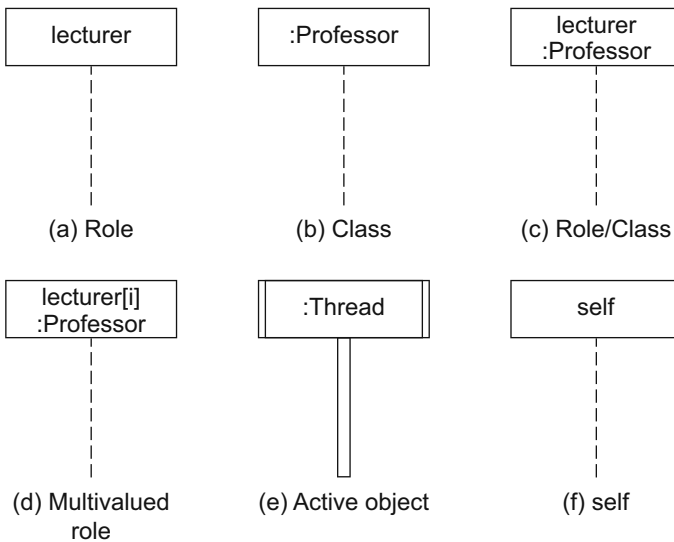 lecturer
:Professor
lecturer
:Professor
(a) Role
(b) Class
(c) Role/Class
lecturer[i]
:Professor
:Thread
self
(d) Multivalued
role
(e) Active object
(f) self